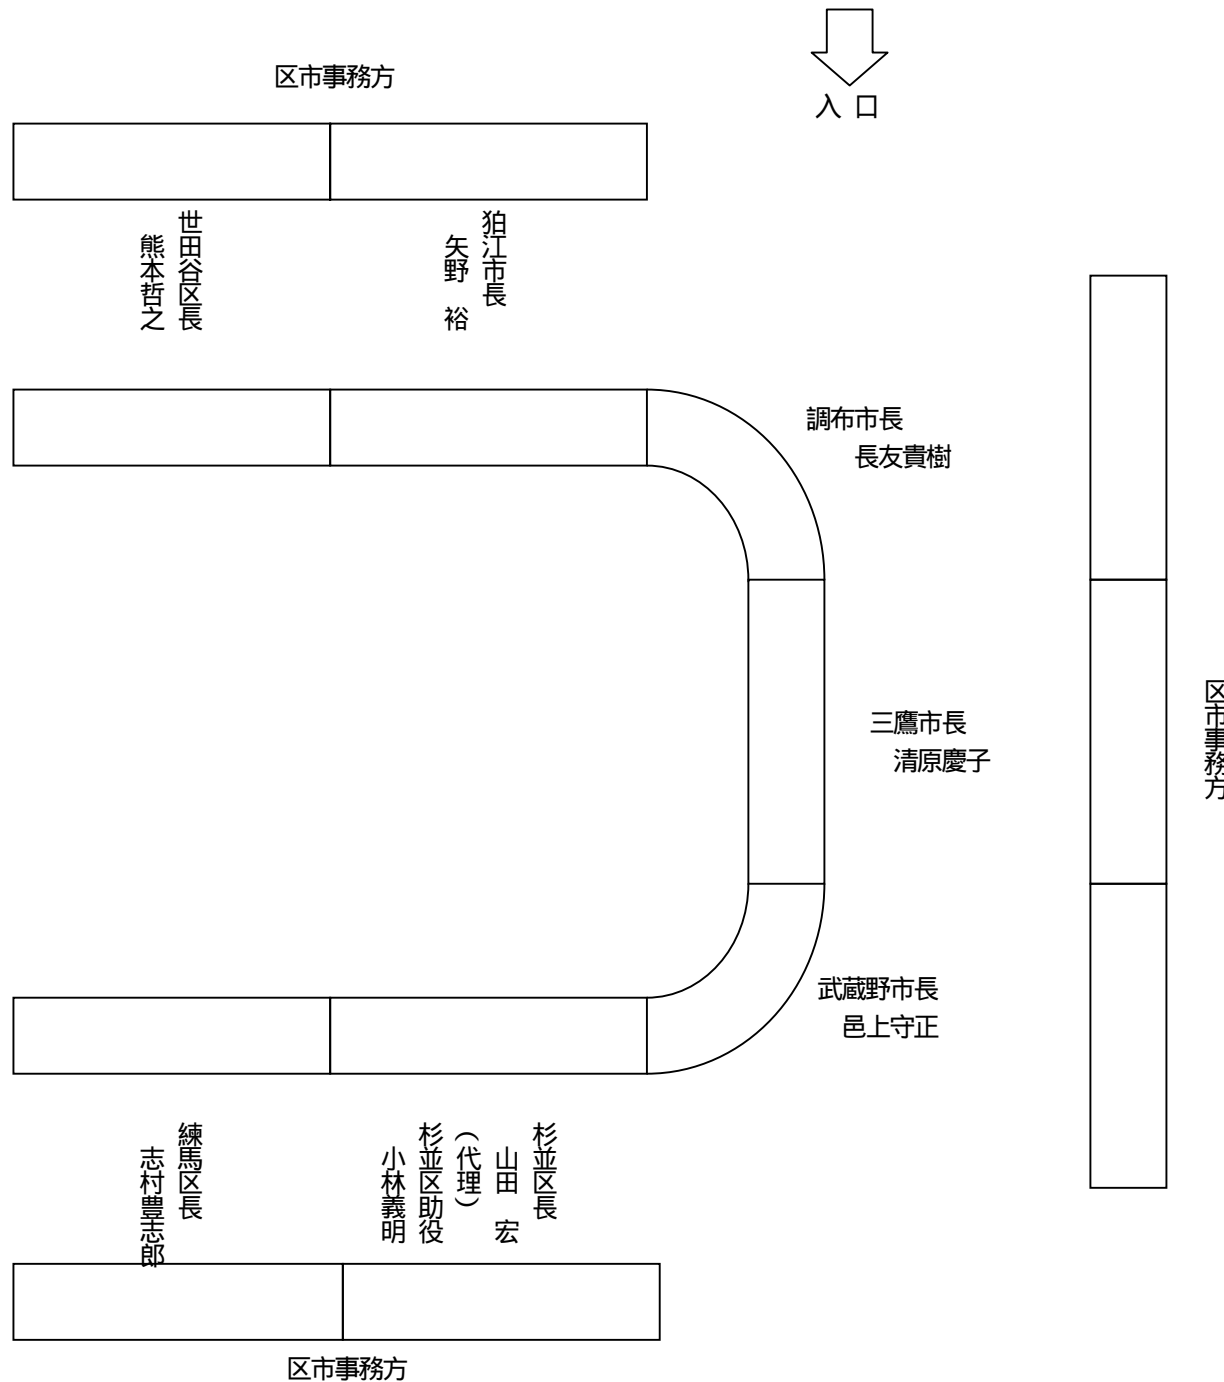 入 口
区市事務方
世田谷区長
熊本哲之
狛江市長
矢野　裕
調布市長
長友貴樹
三鷹市長
清原慶子
区市事務方
武蔵野市長
邑上守正
杉並区長
山田　宏
（代理）
杉並区助役
小林義明
練馬区長
志村豊志郎
区市事務方